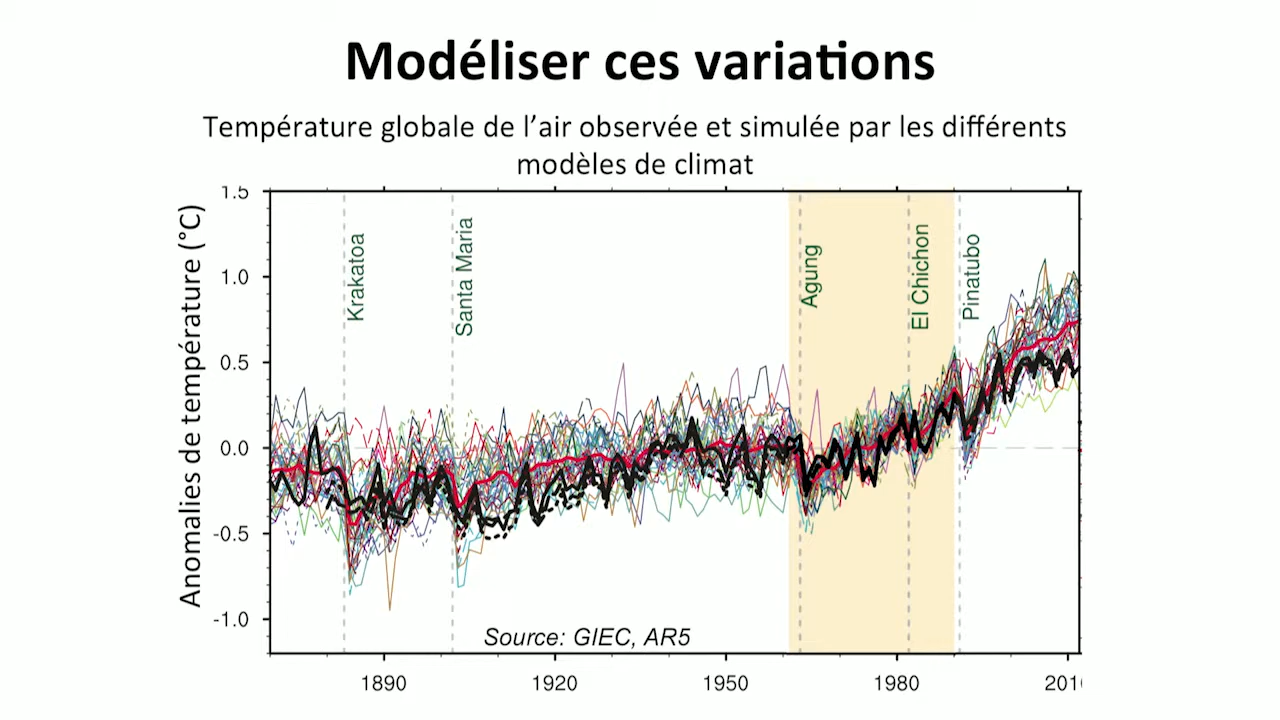 Modéliser ces variations
Température globale de l’air observée et simulée par les différents
modèles de climat
Anomalies de température (°C)
1.5
1.0
0.5
0.0
-0.5
-1.0
Krakatoa
Santa Maria
Agung
El Chichon
Pinatubo
Source: GIEC, AR5
1890
1920
1950
1980
201